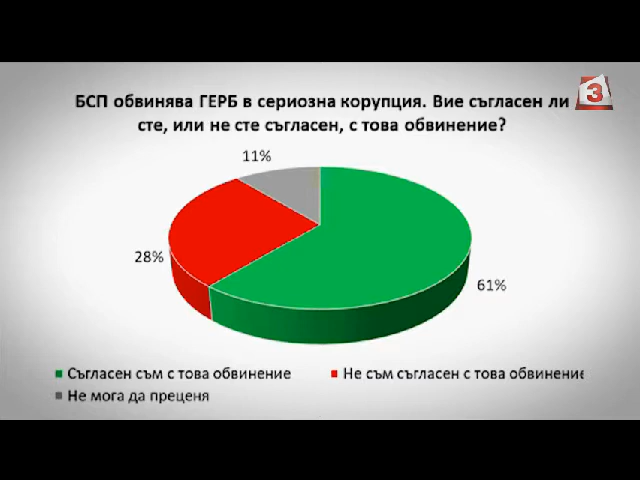 БСП обвинява ГЕРБ в сериозна корупция. Вие съгласен ли
сте, или не сте съгласен, с това обвинение?
3
11%
28%
61%
Съгласен съм с това обвинение
Не съм съгласен с това обвинение
Не мога да преценя